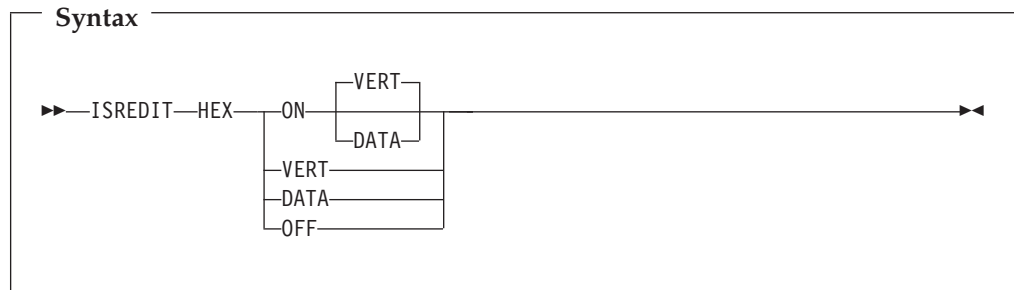 Syntax
VERT
ISREDIT HEX ON
DATA
VERT
DATA
OFF